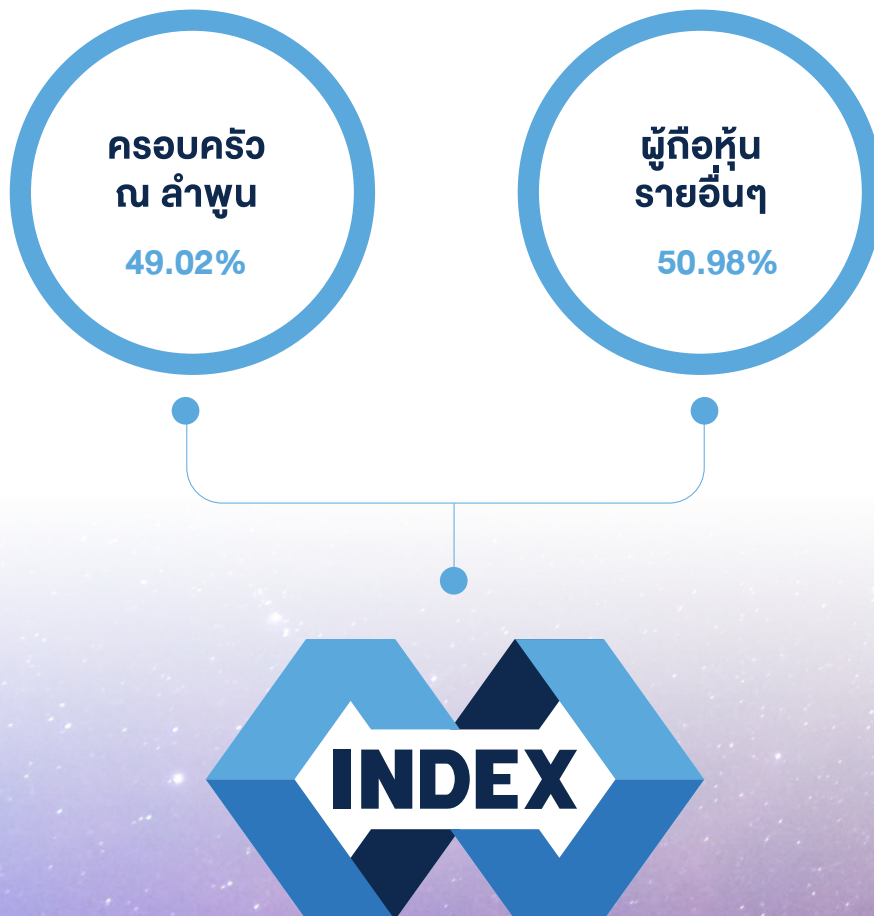 ครอบครัว
ณ ลำพูน
49.02%
ผู้ถือหุ้น
รายอื่นๆ
50.98%
INDEX